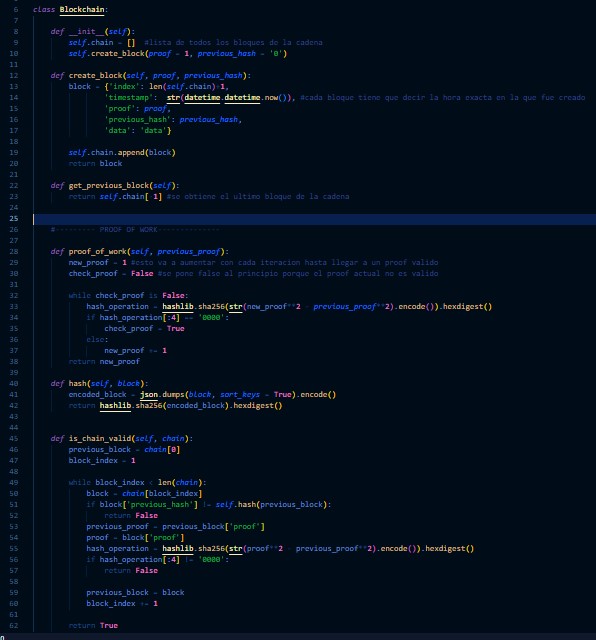 6 class Blockchain:
7
8 def __init__(self):
9 self.chain = [] #lista de todos los bloques de la cadena
10 self.create_block(proof = 1, previous_hash = '0')
11
12 def create_block(self, proof, previous_hash):
13 block = {'index': len(self.chain)+1,
14 'timestamp': str(datetime.datetime.now()), #cada bloque tiene que decir la hora exacta en la que fue creado
15 'proof': proof,
16 'previous_hash': previous_hash,
17 'data': 'data'}
18
19 self.chain.append(block)
20 return block
21
22 def get_previous_block(self):
23 return self.chain[-1] #se obtiene el ultimo bloque de la cadena
24
25
26 #--------- PROOF OF WORK--------------
27
28 def proof_of_work(self, previous_proof):
29 new_proof = 1 #esto va a aumentar con cada iteracion hasta llegar a un proof valido
30 check_proof = False #se pone false al principio porque el proof actual no es valido
31
32 while check_proof is False:
33 hash_operation = hashlib.sha256(str(new_proof**2 - previous_proof**2).encode()).hexdigest()
34 if hash_operation[:4] == '0000':
35 check_proof = True
36 else:
37 new_proof += 1
38 return new_proof
39
40 def hash(self, block):
41 encoded_block = json.dumps(block, sort_keys = True).encode()
42 return hashlib.sha256(encoded_block).hexdigest()
43
44
45 def is_chain_valid(self, chain):
46 previous_block = chain[0]
47 block_index = 1
48
49 while block_index < len(chain):
50 block = chain[block_index]
51 if block['previous_hash'] != self.hash(previous_block):
52 return False
53 previous_proof = previous_block['proof']
54 proof = block['proof']
55 hash_operation = hashlib.sha256(str(proof**2 - previous_proof**2).encode()).hexdigest()
56 if hash_operation[:4] != '0000':
57 return False
58
59 previous_block = block
60 block_index += 1
61
62 return True